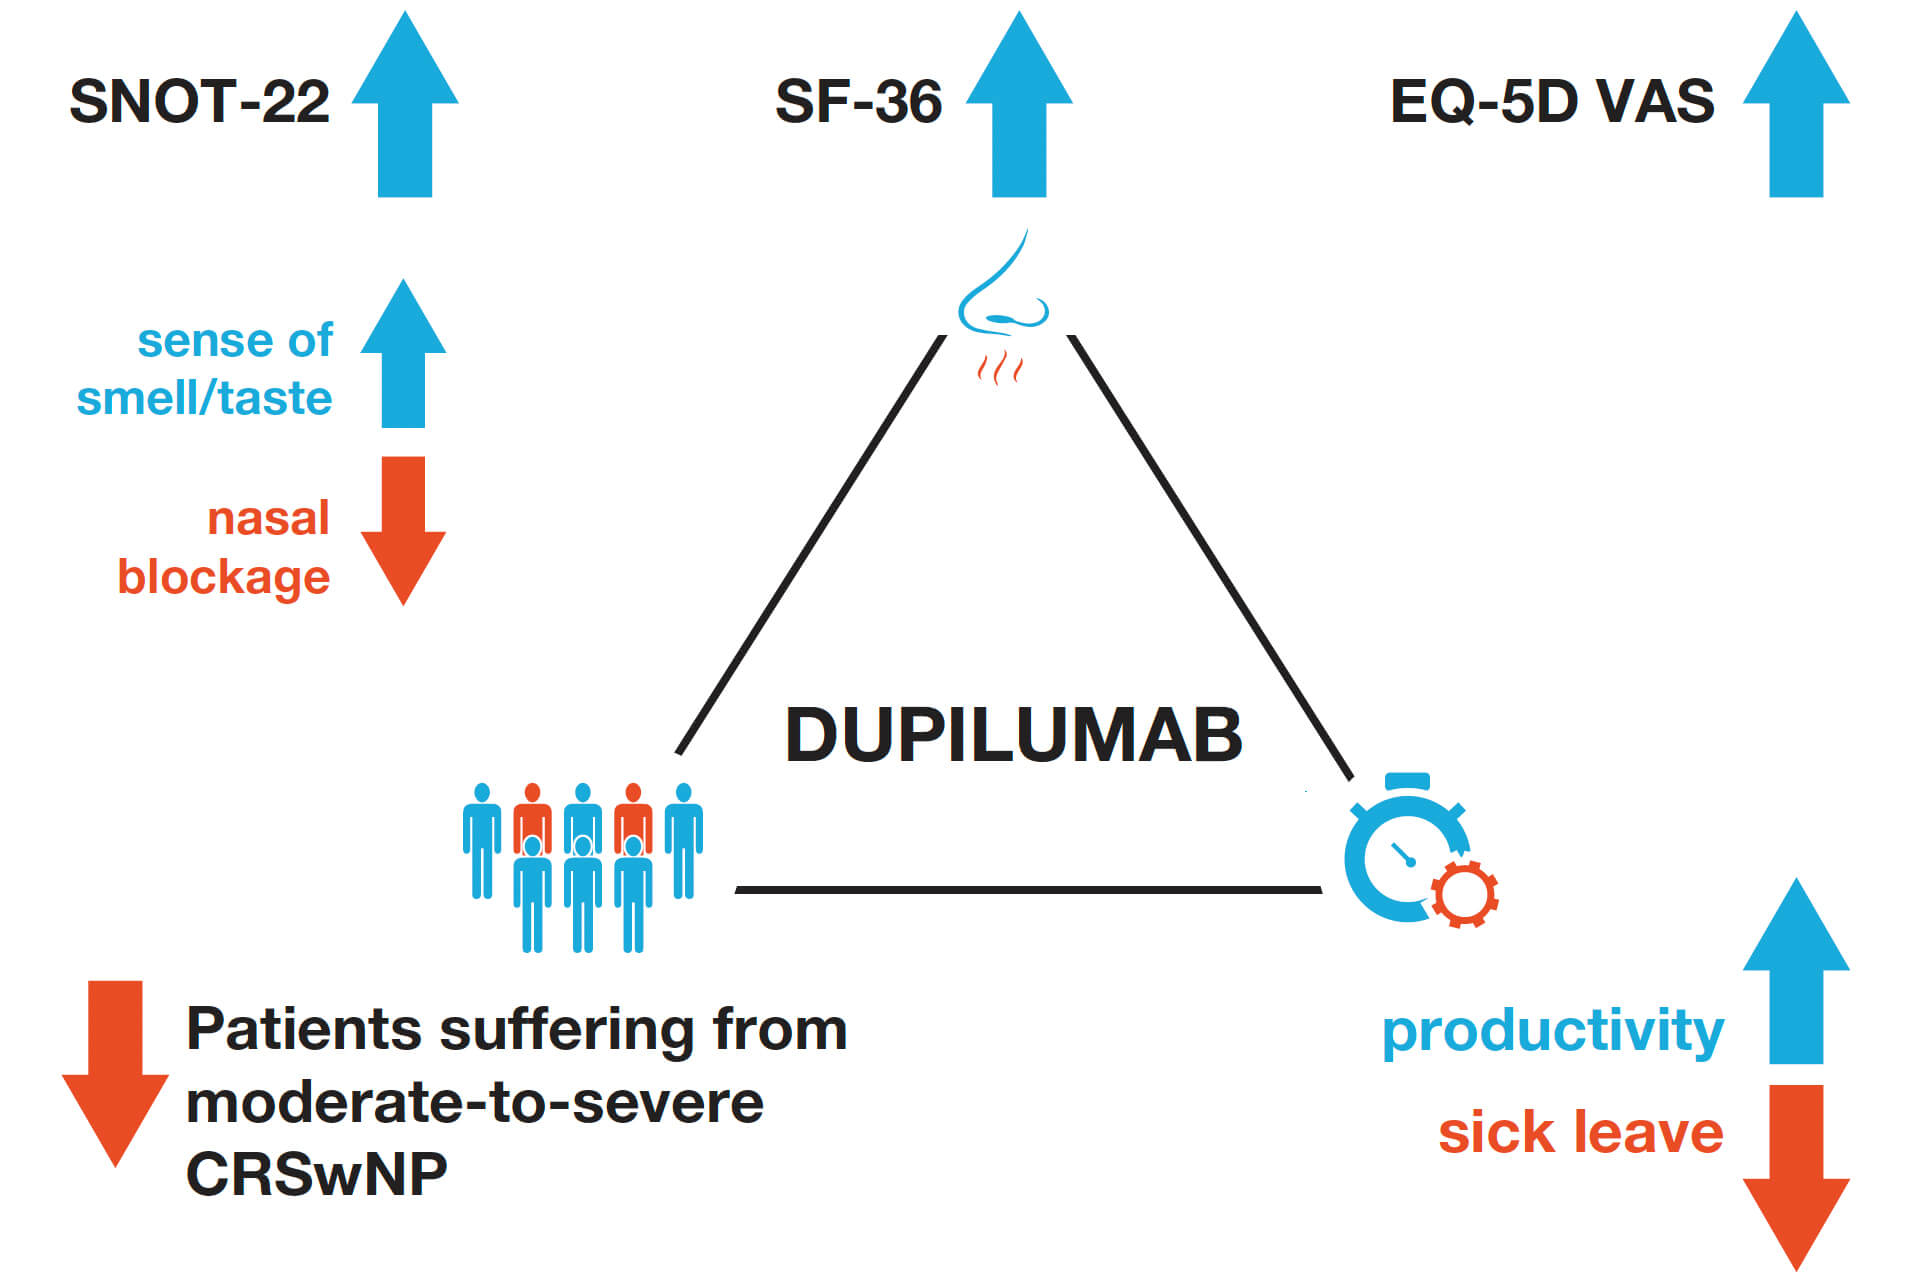 SNOT-22
SF-36
EQ-5D VAS
sense of
smell/taste
nasal
blockage
DUPILUMAB
Patients suffering from
moderate-to-severe
CRSwNP
productivity
sick leave